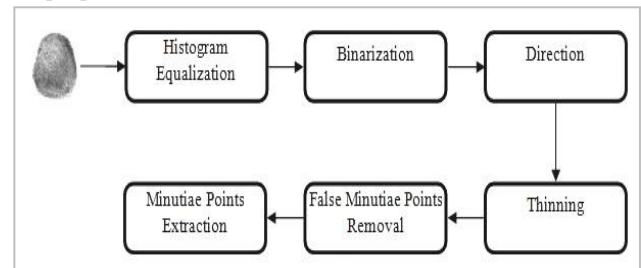 Histogram
Equalization
Binarization
Direction
Thinning
False Minutiae Points
Removal
Minutiae Points
Extraction